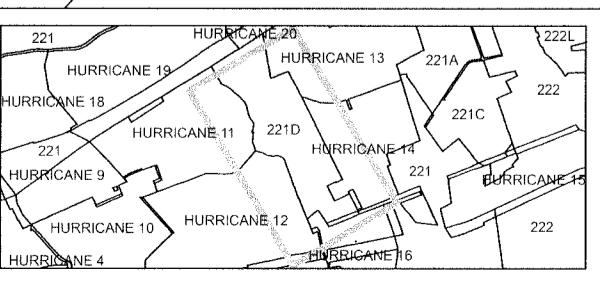 HURRICANE 20
221
222L
HURRICANE 13
221A
HURRICANE 19
222
HURRICANE 18
221C
HURRICANE 11
221D
221
HURRICANE 14
221
HURRICANE 9
HURRICANE 15
HURRICANE 12
HURRICANE 10
222
HURRICANE 16
HURRICANE 4